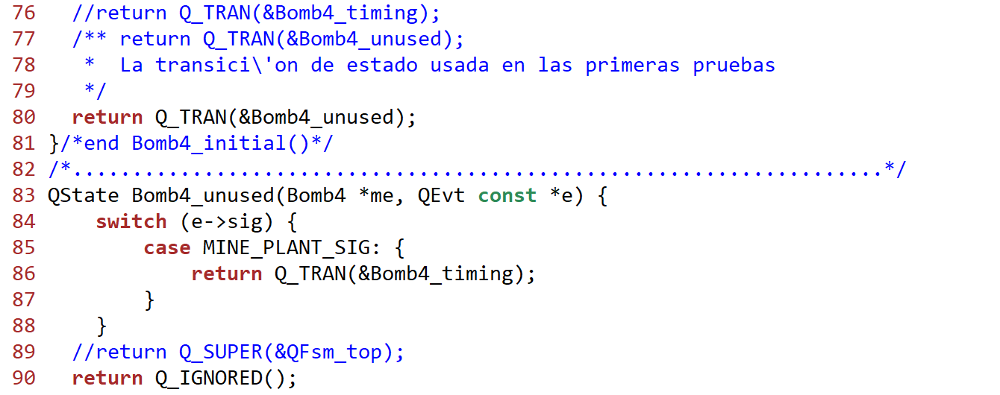 76   //return Q_TRAN(&Bomb4_timing);
77   /** return Q_TRAN(&Bomb4_unused);
78    *  La transici\'on de estado usada en las primeras pruebas
79    */
80   return Q_TRAN(&Bomb4_unused);
81 }/*end Bomb4_initial()*/
82 /*....................................................................*/
83 QState Bomb4_unused(Bomb4 *me, QEvt const *e) {
84     switch (e->sig) {
85         case MINE_PLANT_SIG: {
86             return Q_TRAN(&Bomb4_timing);
87         }
88     }
89   //return Q_SUPER(&QFsm_top);
90   return Q_IGNORED();